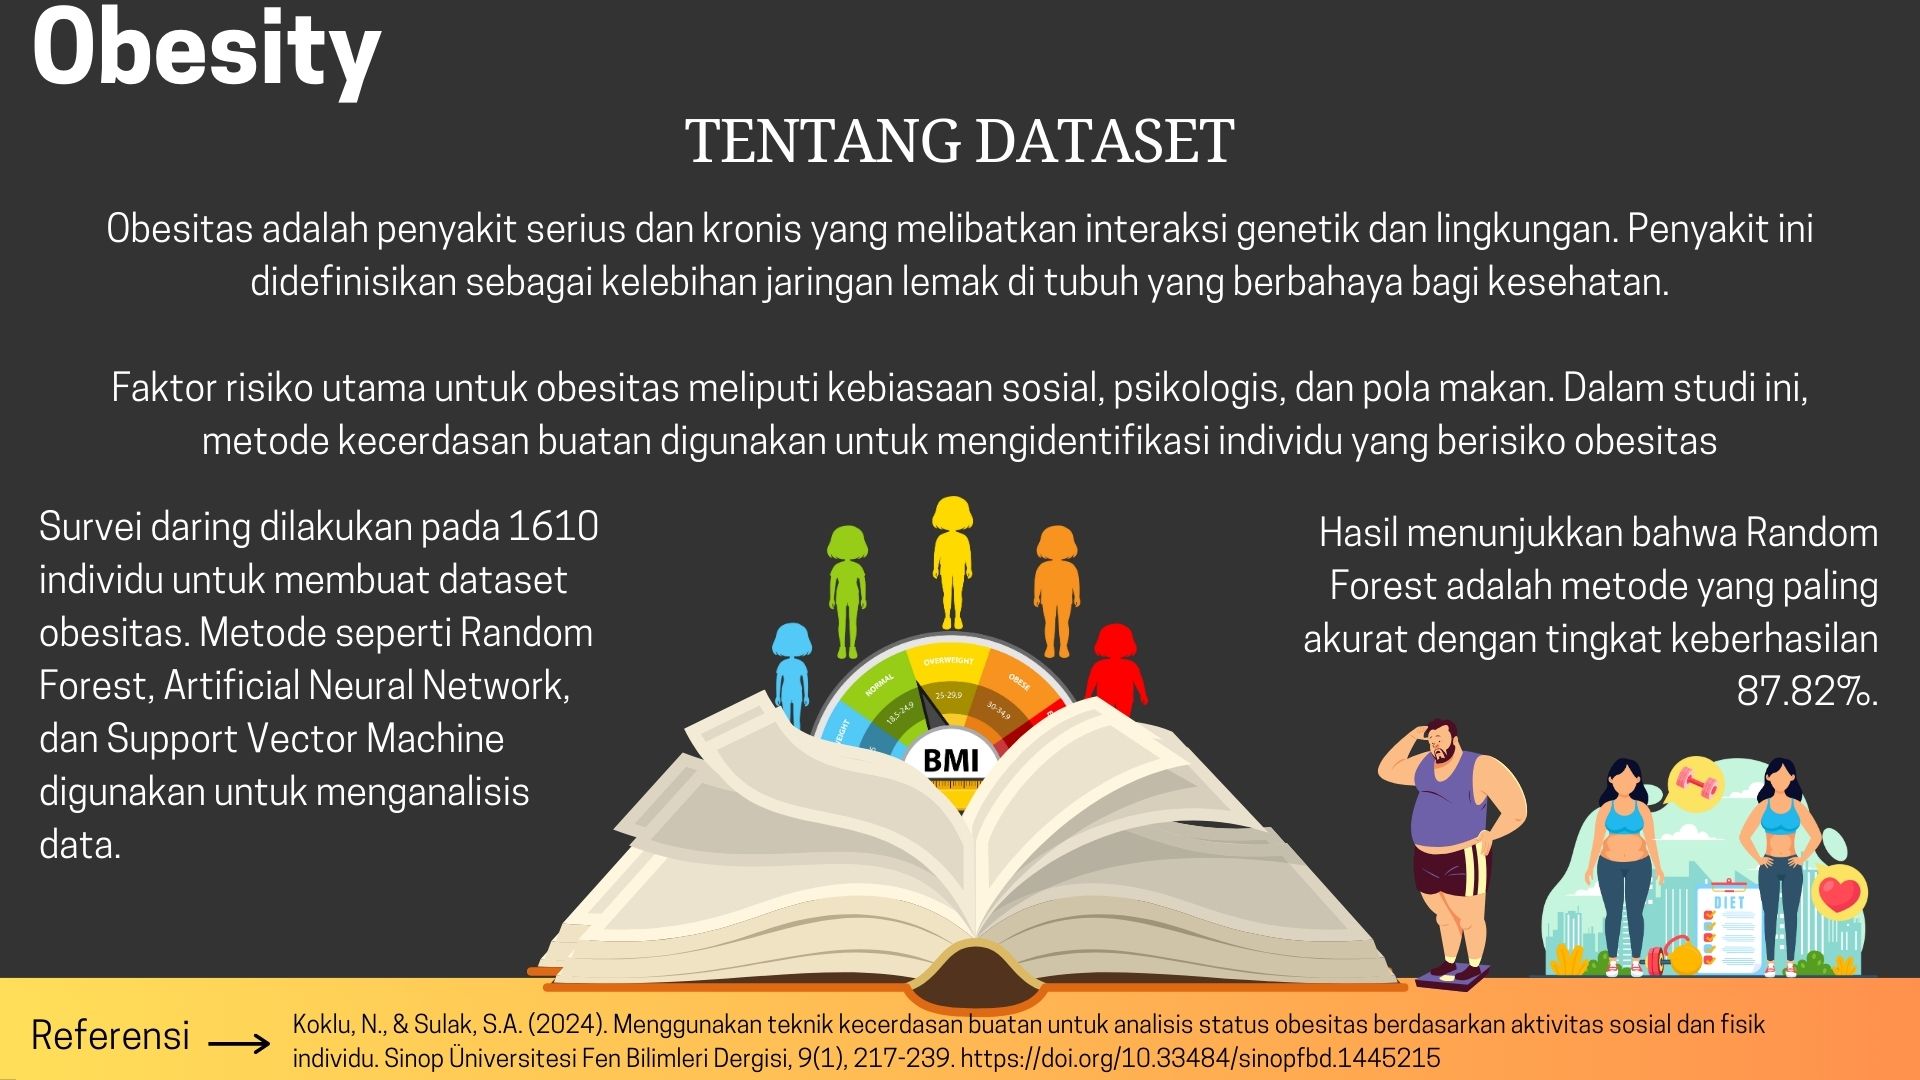 Obesity
TENTANG DATASET
Obesitas adalah penyakit serius dan kronis yang melibatkan interaksi genetik dan lingkungan. Penyakit ini
didefinisikan sebagai kelebihan jaringan lemak di tubuh yang berbahaya bagi kesehatan.
Faktor risiko utama untuk obesitas meliputi kebiasaan sosial, psikologis, dan pola makan. Dalam studi ini,
metode kecerdasan buatan digunakan untuk mengidentifikasi individu yang berisiko obesitas
Survei daring dilakukan pada 1610
individu untuk membuat dataset
obesitas. Metode seperti Random
Forest, Artificial Neural Network,
dan Support Vector Machine
digunakan untuk menganalisis
data.
NORMAL
OVERWEIGHT
OBESE
18.5-24,9
25-29,9
30-34,9
BMI
Hasil menunjukkan bahwa Random
Forest adalah metode yang paling
akurat dengan tingkat keberhasilan
87.82%.
DIET
Referensi
Koklu, N., & Sulak, S.A. (2024). Menggunakan teknik kecerdasan buatan untuk analisis status obesitas berdasarkan aktivitas sosial dan fisik
individu. Sinop Üniversitesi Fen Bilimleri Dergisi, 9(1), 217-239. https://doi.org/10.33484/sinopfbd.1445215